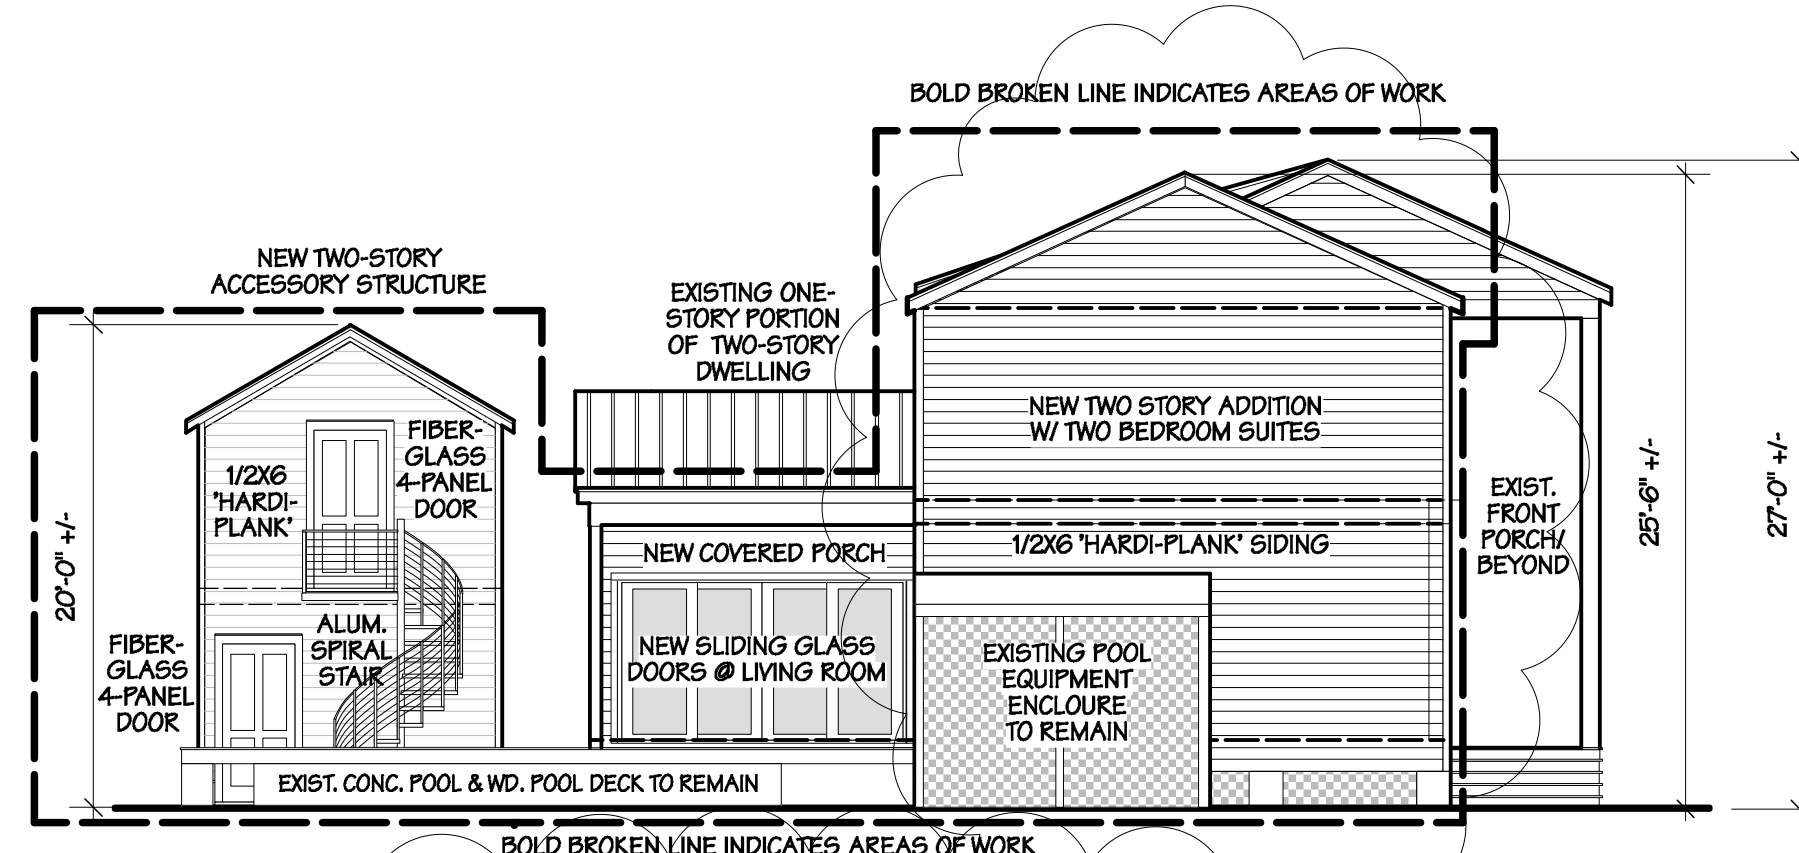 BOLD BROKEN LINE INDICATES AREAS OF WORK
NEW TWO-STORY
ACCESSORY STRUCTURE
EXISTING ONE-
STORY PORTION
OF TWO-STORY
DWELLING
FIBER-
GLASS
4-PANEL
DOOR
1/2X6
'HARDI-
PLANK'
20'-0" +/-
ALUM.
SPIRAL
STAIR
FIBER-
GLASS
4-PANEL
DOOR
NEW COVERED PORCH
NEW SLIDING GLASS
DOORS @ LIVING ROOM
NEW TWO STORY ADDITION
W/ TWO BEDROOM SUITES
1/2X6 'HARDI-PLANK' SIDING
EXISTING POOL
EQUIPMENT
ENCLOURE
TO REMAIN
EXIST.
FRONT
PORCH/
BEYOND
25'-6" +/-
27'-0" +/-
EXIST. CONC. POOL & WD. POOL DECK TO REMAIN
BOLD BROKEN LINE INDICATES AREAS OF WORK